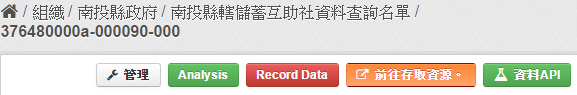 / 組織 / 南投縣政府 / 南投縣轄儲蓄互助社資料查詢名單 /
376480000a-000090-000
管理 Analysis Record Data 前往存取資源。 資料API